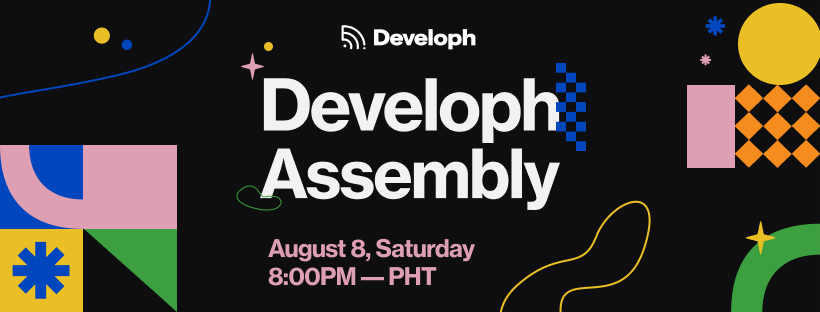 Developh
Developh
Assembly
August 8, Saturday
8:00PM — PHT